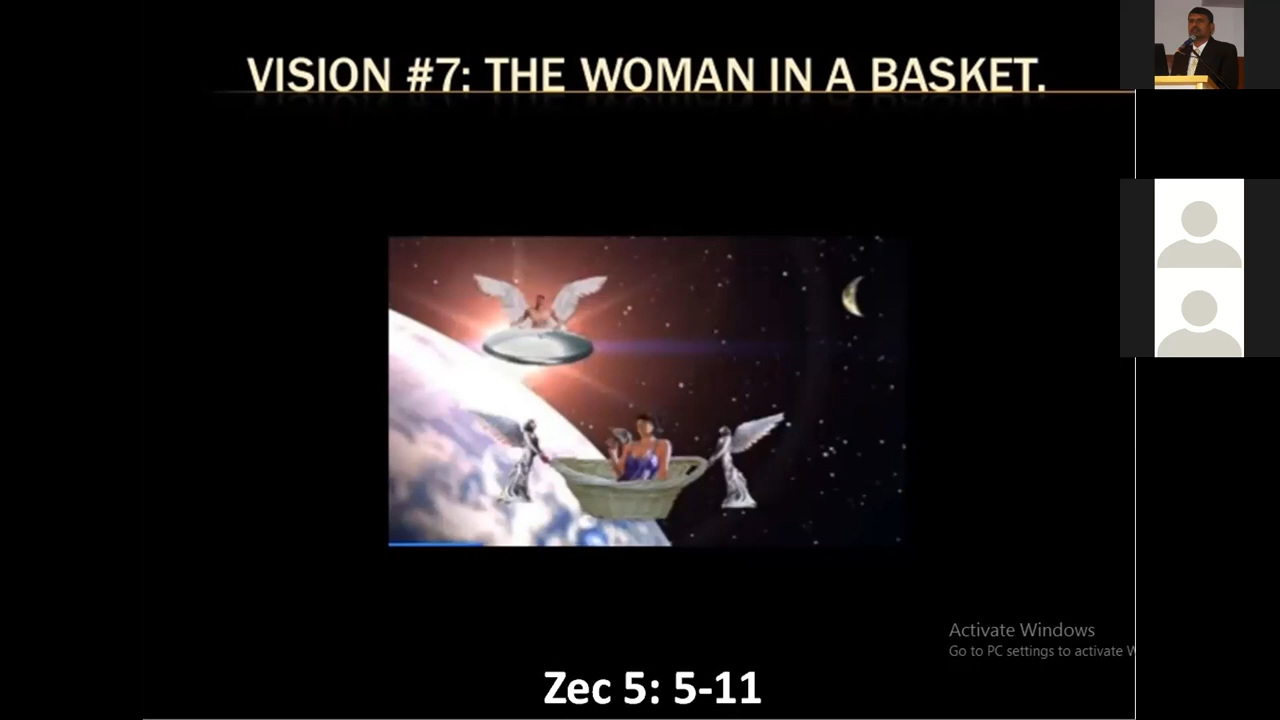 VISION #7: THE WOMAN IN A BASKET.
Activate Windows
Go to PC settings to activate W
Zec 5: 5-11